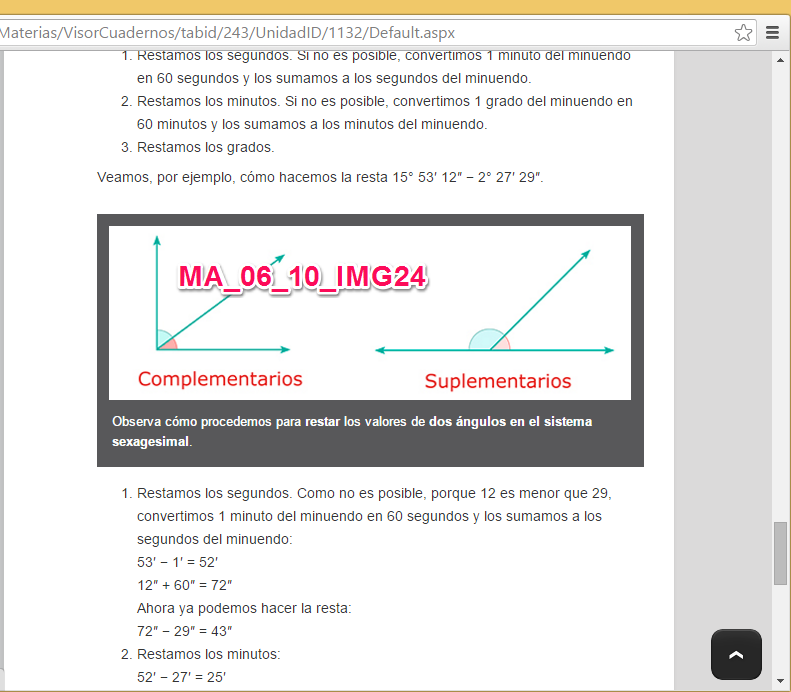 Materias/VisorCuadernos/tabid/243/UnidadID/1132/Default.aspx
1. Restamos los segundos. Si no es posible, convertimos 1 minuto del minuendo
en 60 segundos y los sumamos a los segundos del minuendo.
2. Restamos los minutos. Si no es posible, convertimos 1 grado del minuendo en
60 minutos y los sumamos a los minutos del minuendo.
3. Restamos los grados.
Veamos, por ejemplo, cómo hacemos la resta 15° 53′ 12″ − 2° 27′ 29″.
MA_06_10_IMG24
Complementarios
Suplementarios
Observa cómo procedemos para restar los valores de dos ángulos en el sistema
sexagesimal.
1. Restamos los segundos. Como no es posible, porque 12 es menor que 29,
convertimos 1 minuto del minuendo en 60 segundos y los sumamos a los
segundos del minuendo:
53′ − 1′ = 52′
12″ + 60″ = 72″
Ahora ya podemos hacer la resta:
72″ − 29″ = 43″
2. Restamos los minutos:
52′ − 27′ = 25′